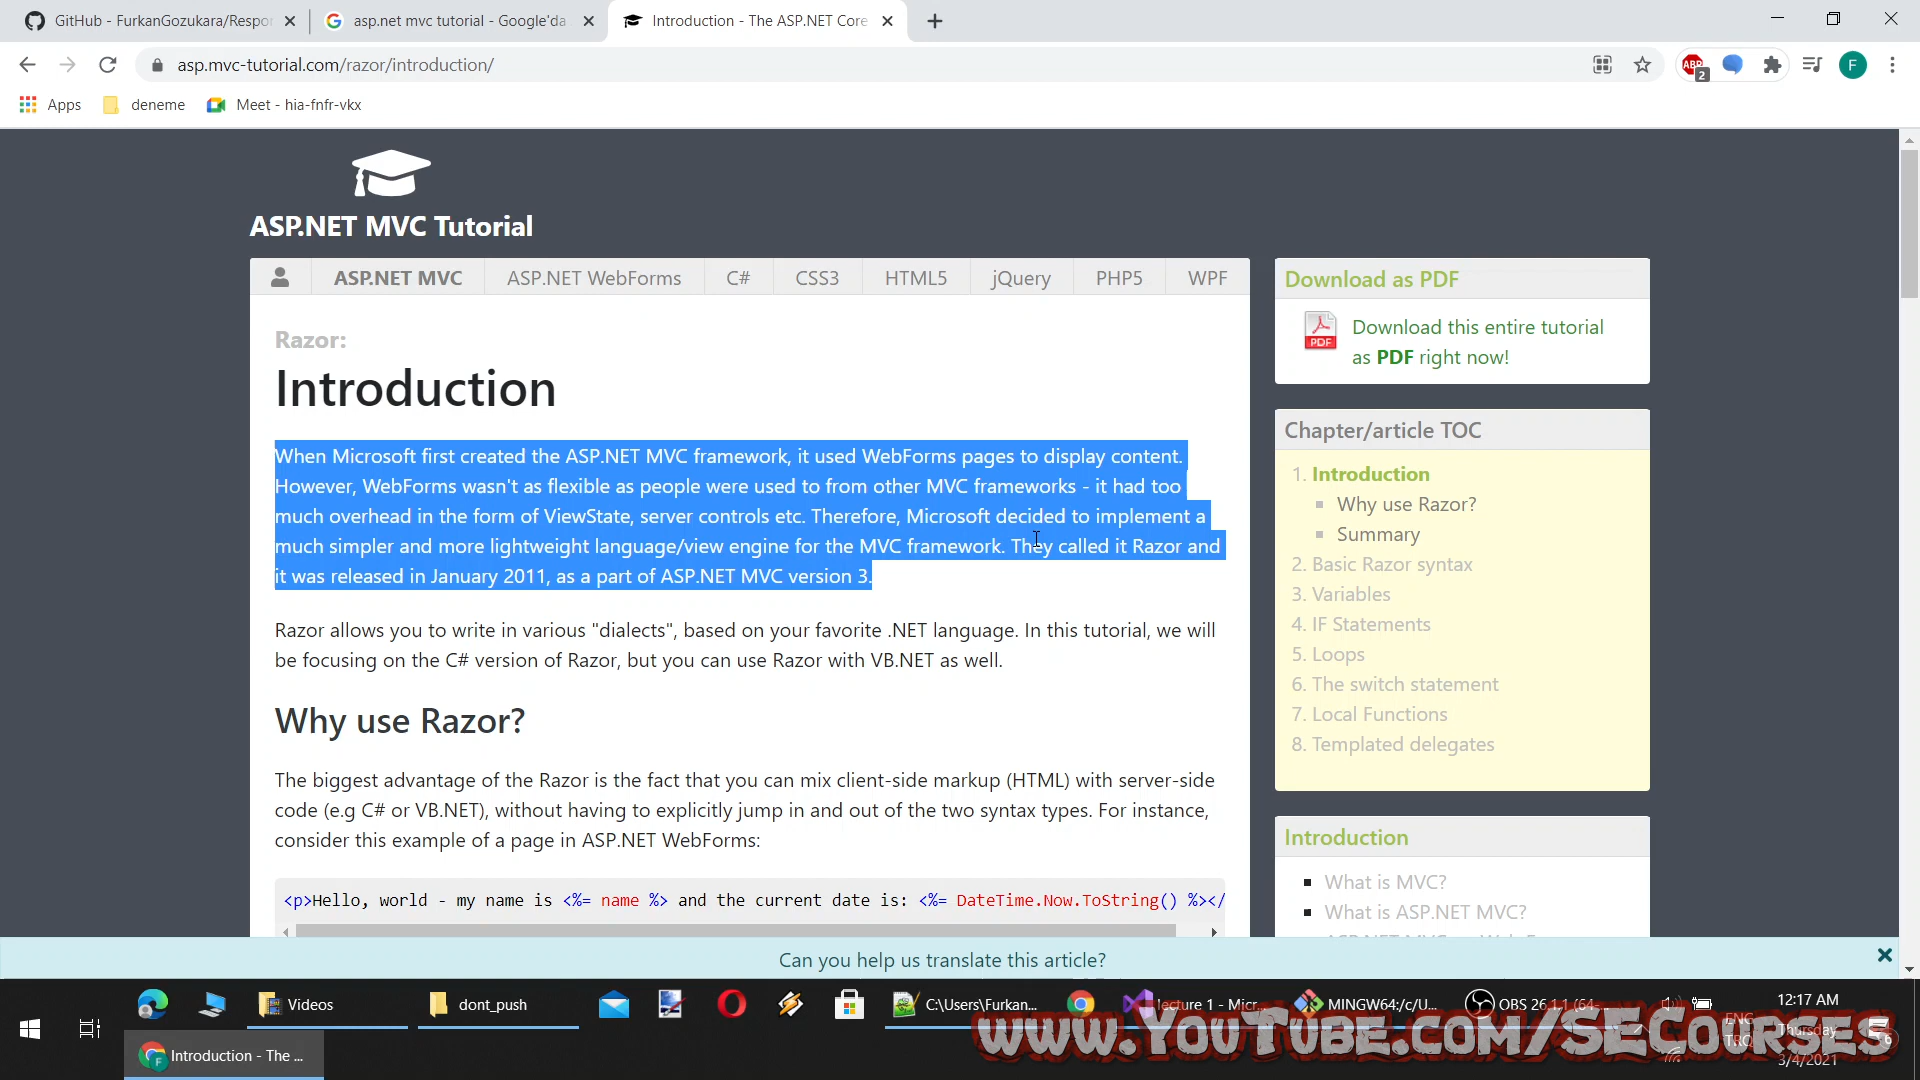 GitHub - FurkanGozukara/Respon
asp.net mvc tutorial - Google'da
Introduction - The ASP.NET Core
asp.mvc-tutorial.com/razor/introduction/
ABP
2
F
Apps
deneme
Meet - hia-fnfr-vkx
ASP.NET MVC Tutorial
ASP.NET MVC
ASP.NET WebForms
C#
CSS3
HTML5
jQuery
PHP5
WPF
Razor:
Introduction
When Microsoft first created the ASP.NET MVC framework, it used WebForms pages to display content.
However, WebForms wasn't as flexible as people were used to from other MVC frameworks - it had too
much overhead in the form of ViewState, server controls etc. Therefore, Microsoft decided to implement a
much simpler and more lightweight language/view engine for the MVC framework. They called it Razor and
it was released in January 2011, as a part of ASP.NET MVC version 3.
Razor allows you to write in various "dialects", based on your favorite .NET language. In this tutorial, we will
be focusing on the C# version of Razor, but you can use Razor with VB.NET as well.
Why use Razor?
The biggest advantage of the Razor is the fact that you can mix client-side markup (HTML) with server-side
code (e.g C# or VB.NET), without having to explicitly jump in and out of the two syntax types. For instance,
consider this example of a page in ASP.NET WebForms:
<p>Hello, world - my name is <%= name %> and the current date is: <%= DateTime.Now.ToString() %></
Download as PDF
PDF
Download this entire tutorial
as PDF right now!
Chapter/article TOC
1. Introduction
Why use Razor?
Summary
2. Basic Razor syntax
3. Variables
4. IF Statements
5. Loops
6. The switch statement
7. Local Functions
8. Templated delegates
Introduction
What is MVC?
What is ASP.NET MVC?
Can you help us translate this article?
Videos
dont_push
C:\Users\Furkan...
lecture 1 - Micr...
MINGW64:/c/U...
OBS 26.1.1 (64-...
12:17 AM
ENG
Thursday
TRQ
3/4/2021
6
Introduction - The ...
www.YouTube.com/SECourses